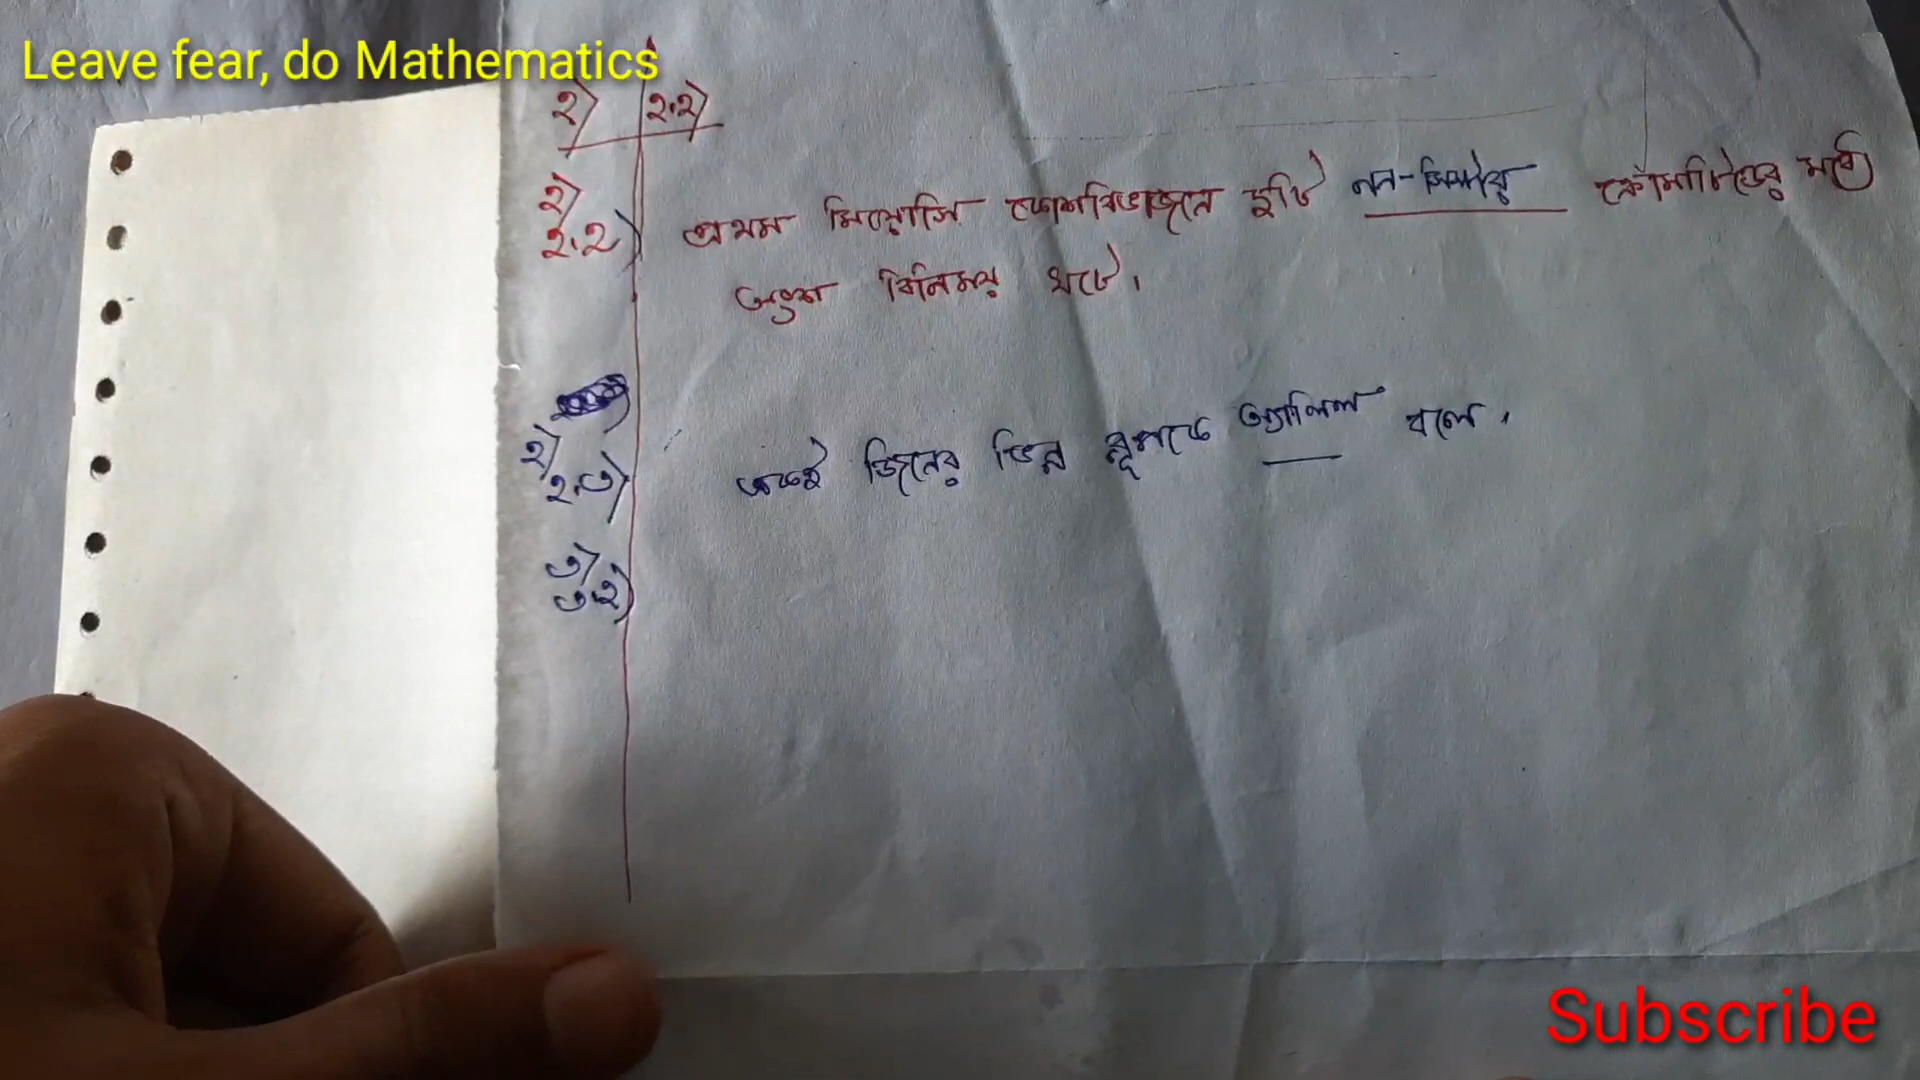 Leave fear, do Mathematics
২) ২.২)
২)
২.২) প্রথম মিয়োসিস কোশবিভাজনে দুটি নন-সিস্টার ক্রোমাটিডের মধ্যে
অংশ বিনিময় ঘটে।
২)
২.৩) একই জিনের ভিন্ন রূপকে অ্যালিল বলে।
৩)
৩.২)
Subscribe